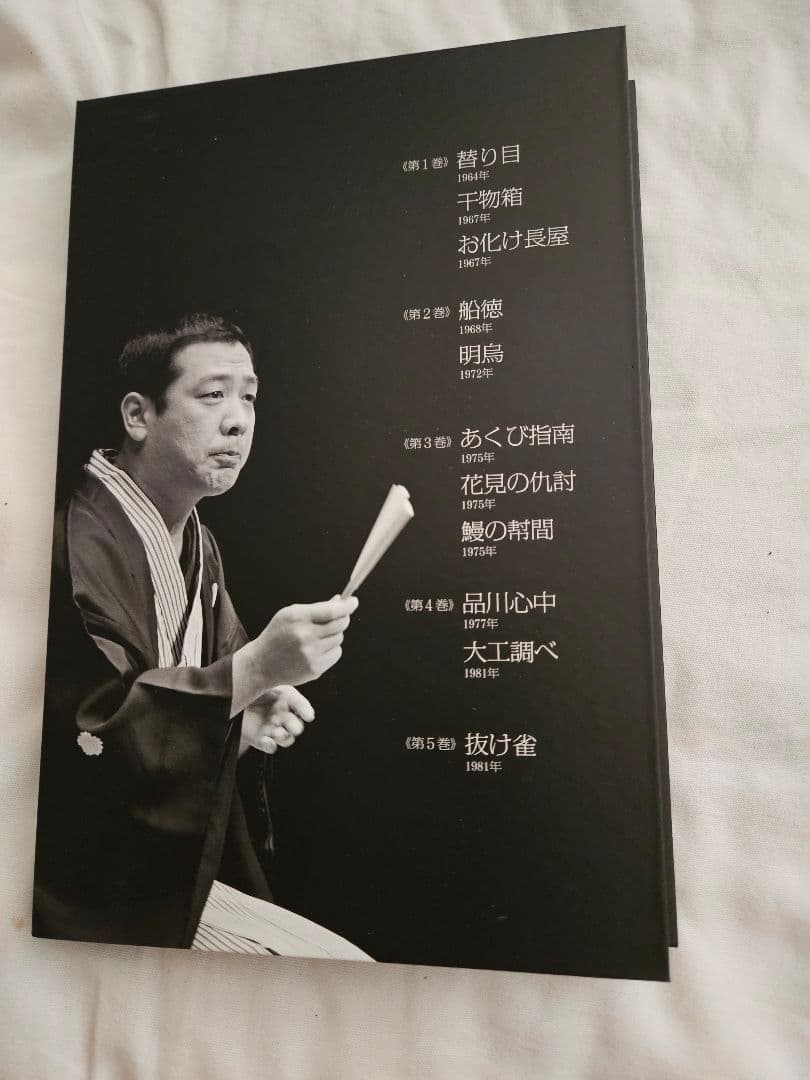 《第1巻》 替り目
1964年
干物箱
1967年
お化け長屋
1967年
《第2巻》 船徳
1968年
明烏
1972年
《第3巻》 あくび指南
1975年
花見の仇討
1975年
鰻の幇間
1975年
《第4巻》 品川心中
1977年
大工調べ
1981年
《第5巻》 抜け雀
1981年